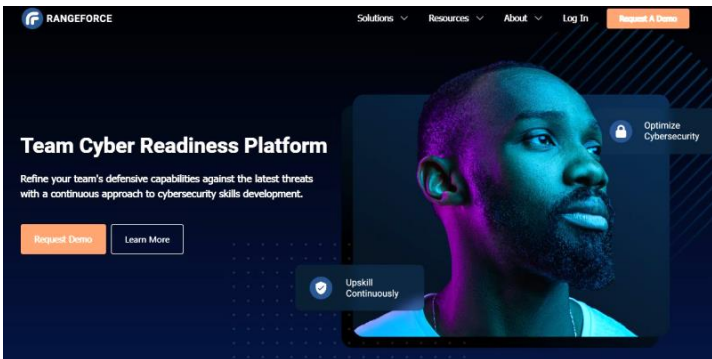 RANGEFORCE
Solutions
Resources
About
Log In
Request A Demo
Team Cyber Readiness Platform
Refine your team's defensive capabilities against the latest threats
with a continuous approach to cybersecurity skills development.
Request Demo
Learn More
Optimize
Cybersecurity
Upskill
Continuously